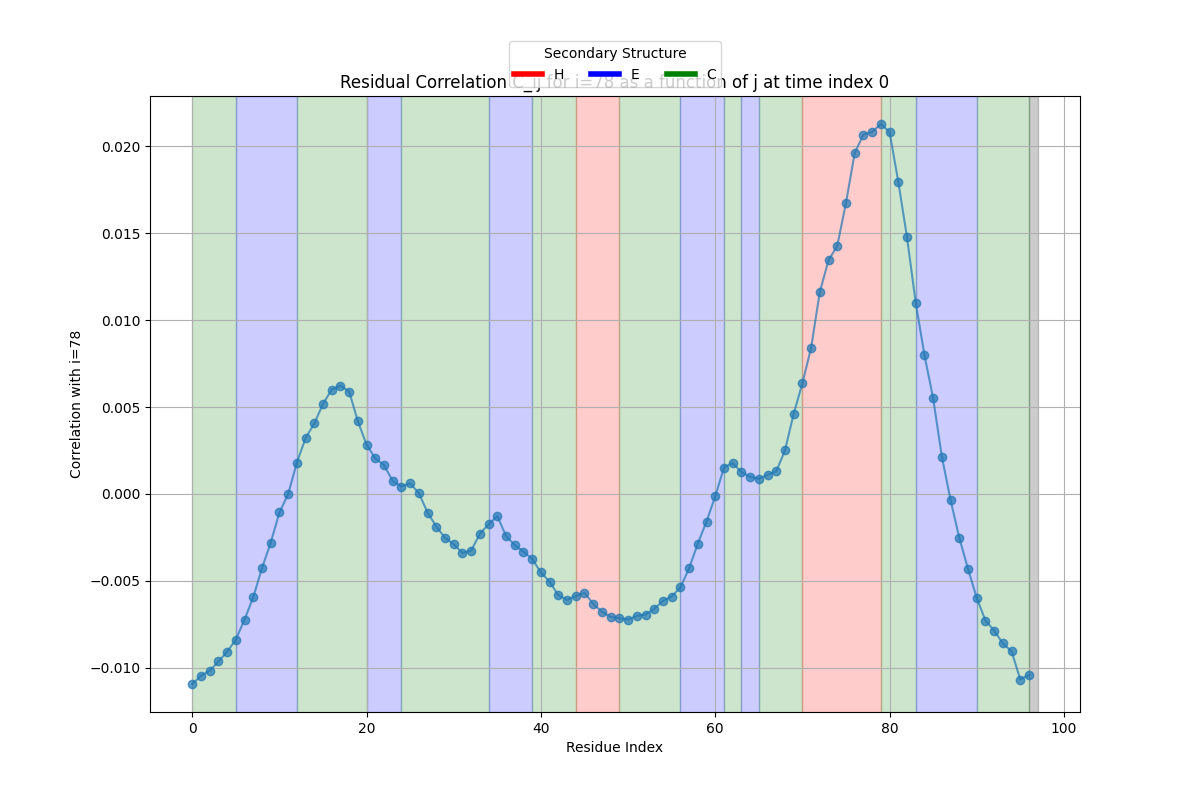 Secondary Structure
H E C
Residual Correlation C_ij for i=78 as a function of j at time index 0
0.020
0.015
0.010
0.005
0.000
−0.005
−0.010
Correlation with i=78
0 20 40 60 80 100
Residue Index